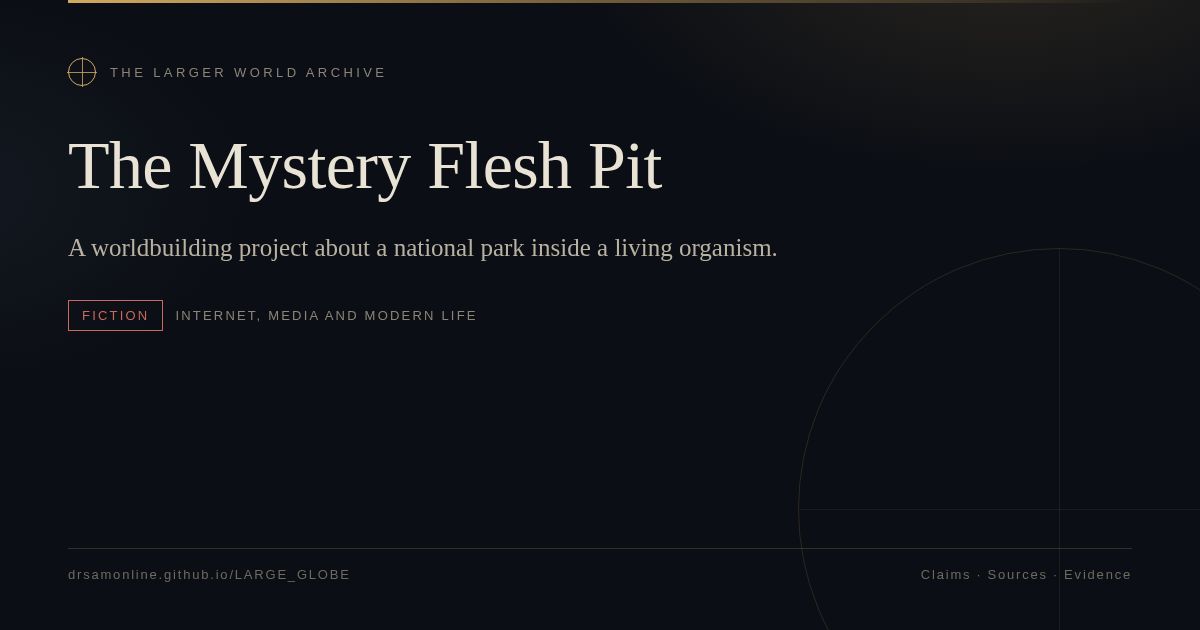 THE LARGER WORLD ARCHIVE
The Mystery Flesh Pit
A worldbuilding project about a national park inside a living organism.
FICTION INTERNET, MEDIA AND MODERN LIFE
drsamonline.github.io/LARGE_GLOBE Claims · Sources · Evidence